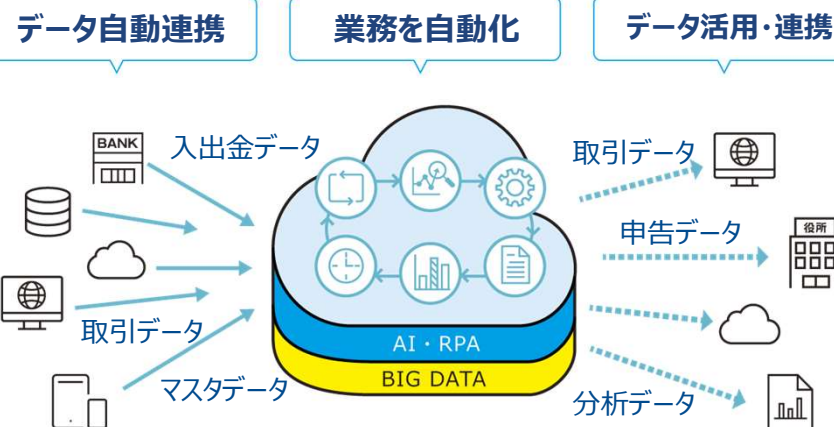 データ自動連携
業務を自動化
データ活用・連携
BANK
入出金データ
取引データ
マスタデータ
AI・RPA
BIG DATA
取引データ
申告データ
役所
分析データ